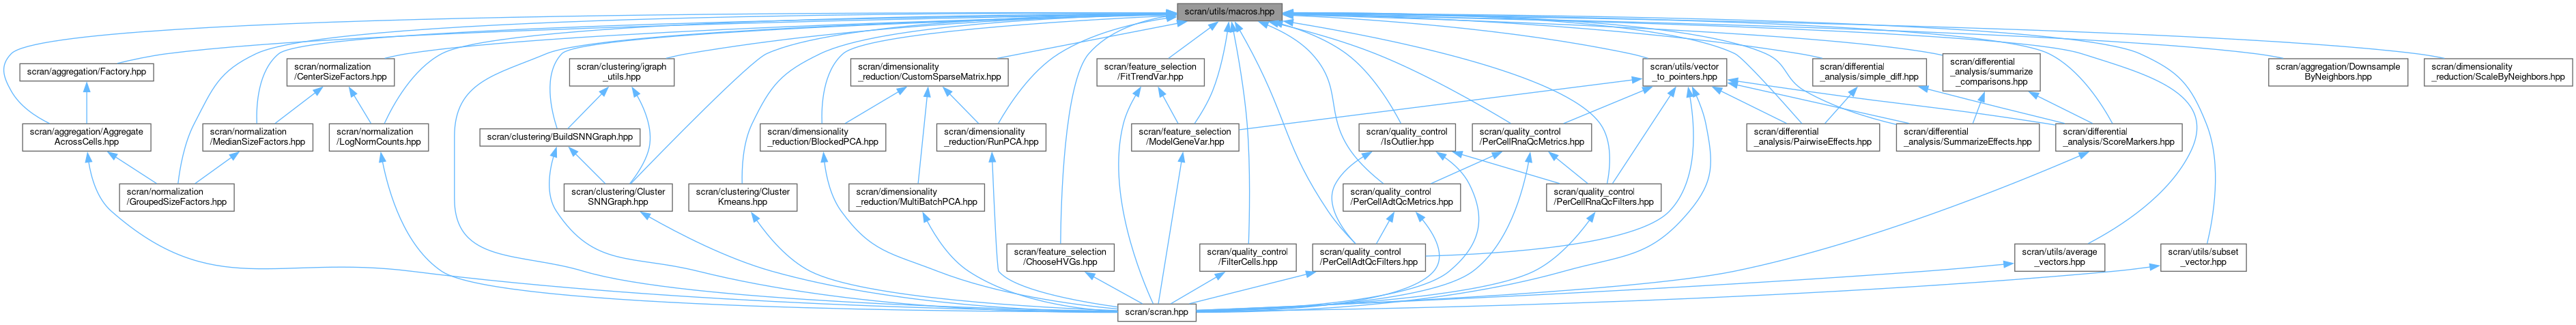 scran/utils/macros.hpp
scran/aggregation/Factory.hpp
scran/normalization
/CenterSizeFactors.hpp
scran/clustering/igraph
_utils.hpp
scran/dimensionality
_reduction/CustomSparseMatrix.hpp
scran/feature_selection
/FitTrendVar.hpp
scran/utils/vector
_to_pointers.hpp
scran/differential
_analysis/simple_diff.hpp
scran/differential
_analysis/summarize
_comparisons.hpp
scran/aggregation/Downsample
ByNeighbors.hpp
scran/dimensionality
_reduction/ScaleByNeighbors.hpp
scran/aggregation/Aggregate
AcrossCells.hpp
scran/normalization
/MedianSizeFactors.hpp
scran/normalization
/LogNormCounts.hpp
scran/clustering/BuildSNNGraph.hpp
scran/dimensionality
_reduction/BlockedPCA.hpp
scran/dimensionality
_reduction/RunPCA.hpp
scran/feature_selection
/ModelGeneVar.hpp
scran/quality_control
/IsOutlier.hpp
scran/quality_control
/PerCellRnaQcMetrics.hpp
scran/differential
_analysis/PairwiseEffects.hpp
scran/differential
_analysis/SummarizeEffects.hpp
scran/differential
_analysis/ScoreMarkers.hpp
scran/normalization
/GroupedSizeFactors.hpp
scran/clustering/Cluster
SNNGraph.hpp
scran/clustering/Cluster
Kmeans.hpp
scran/dimensionality
_reduction/MultiBatchPCA.hpp
scran/quality_control
/PerCellAdtQcMetrics.hpp
scran/quality_control
/PerCellRnaQcFilters.hpp
scran/feature_selection
/ChooseHVGs.hpp
scran/quality_control
/FilterCells.hpp
scran/quality_control
/PerCellAdtQcFilters.hpp
scran/utils/average
_vectors.hpp
scran/utils/subset
_vector.hpp
scran/scran.hpp